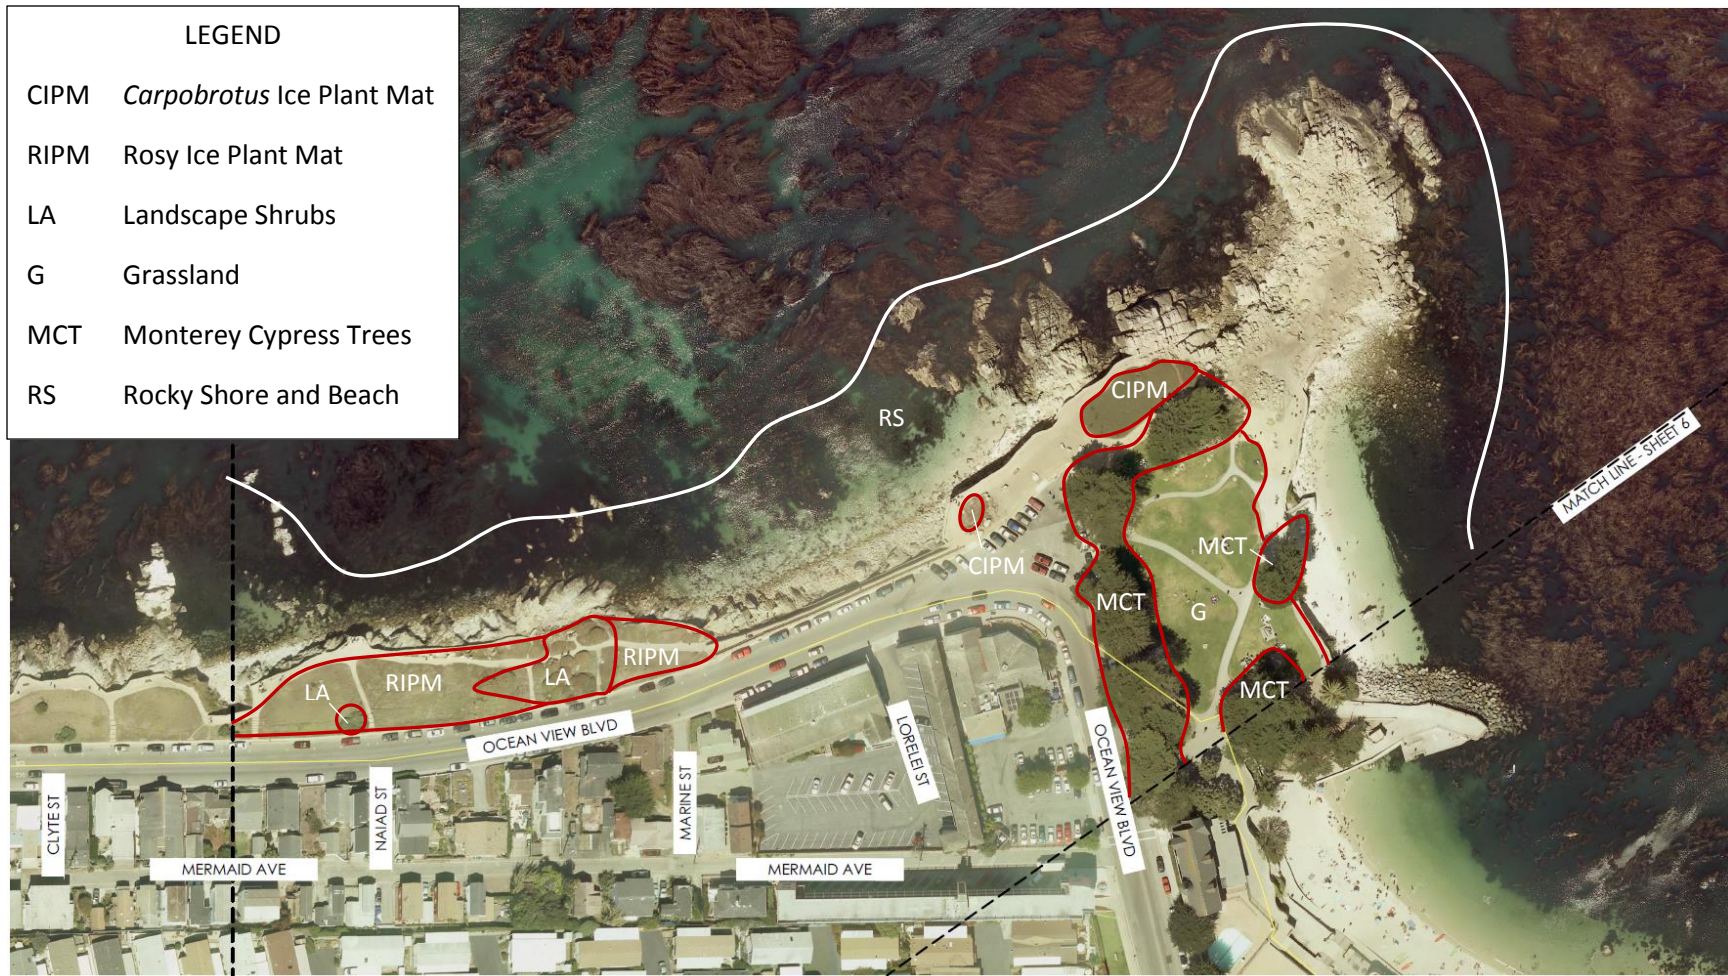 LEGEND
CIPM Carpobrotus Ice Plant Mat
RIPM Rosy Ice Plant Mat
LA Landscape Shrubs
G Grassland
MCT Monterey Cypress Trees
RS Rocky Shore and Beach
CIPM
RS
MATCH LINE - SHEET 6
CIPM
MCT
MCT
G
RIPM
LA
RIPM
LA
MCT
OCEAN VIEW BLVD
LORELEI ST
OCEAN VIEW BLVD
CLYTE ST
NAIAD ST
MARINE ST
MERMAID AVE
MERMAID AVE